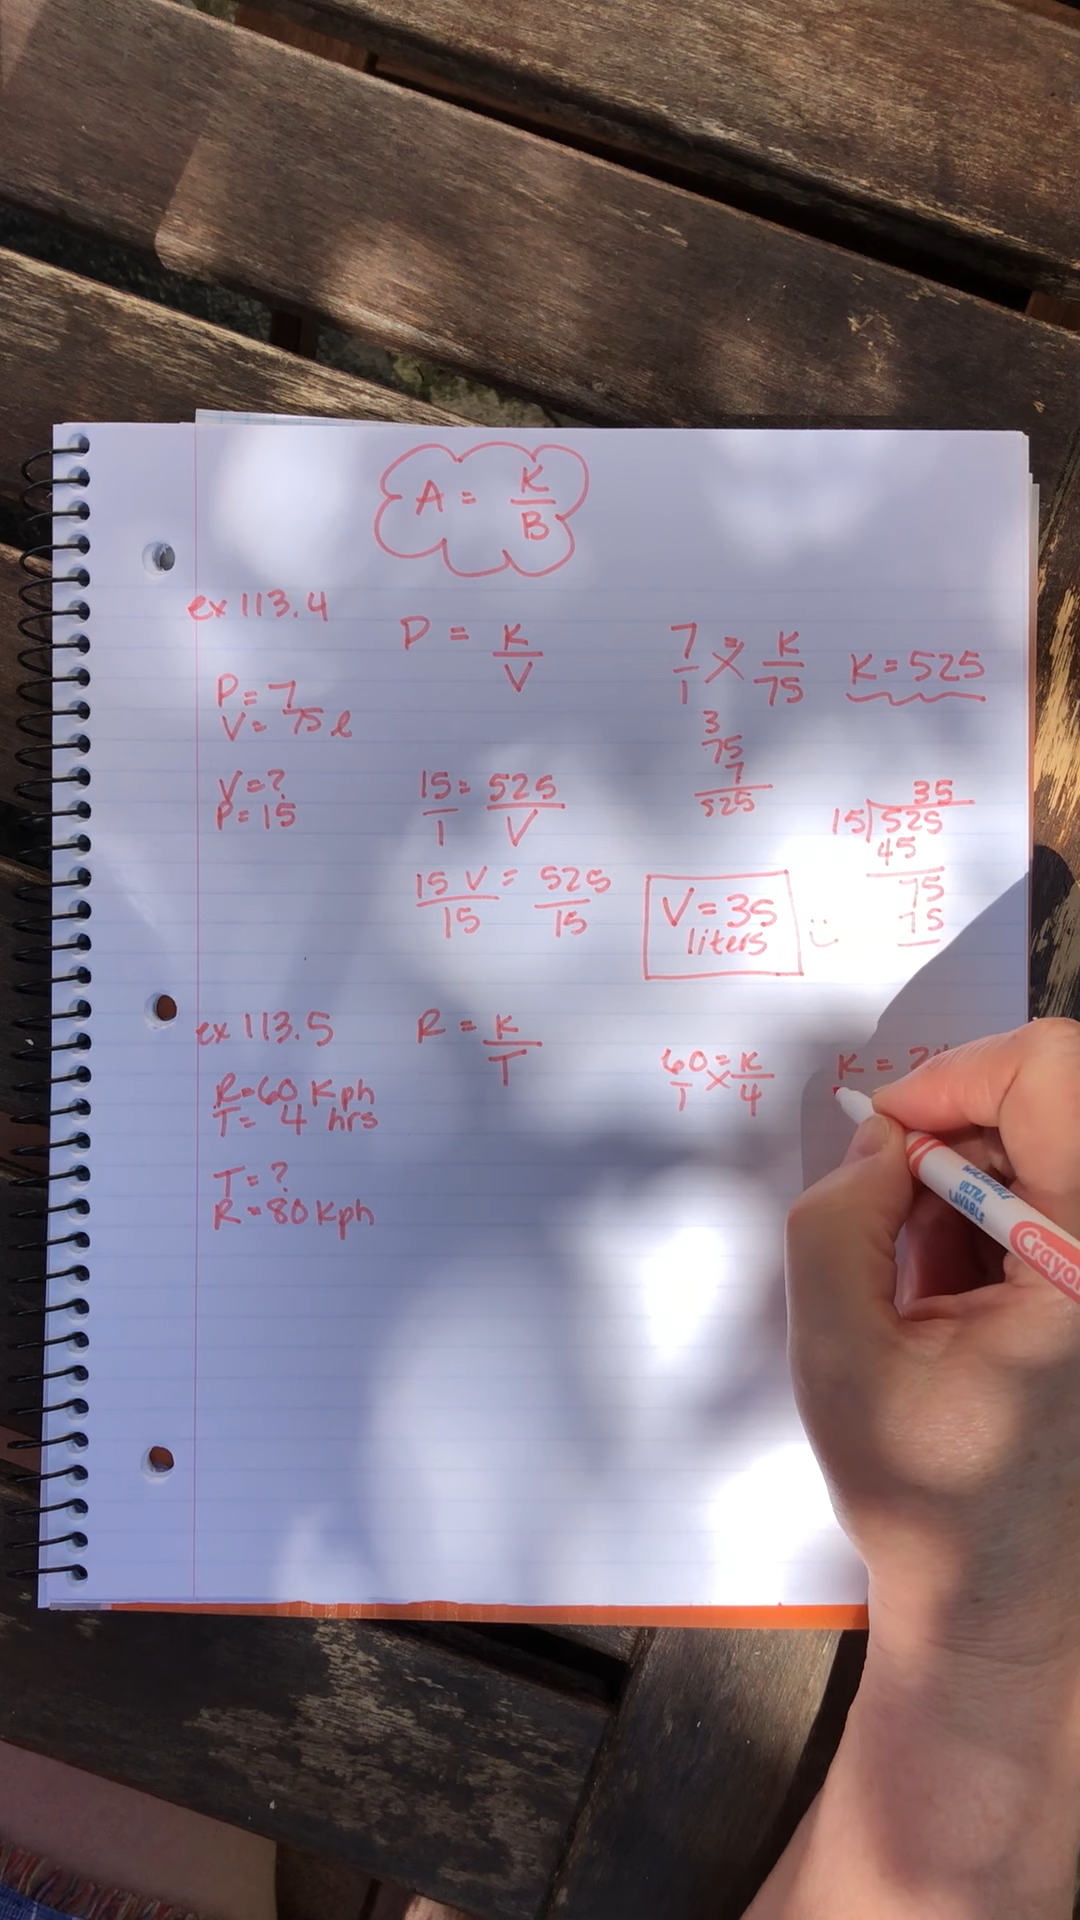 A = K
B
ex 113.4
P = K
V
7 = K
1 75
K = 525
P = 7
V = 75 l
3
75
7
525
V = ?
P = 15
15 = 525
1 V
35
15 525
45
75
75
15 V = 525
15 15
V = 35
liters
ex 113.5
R = K
T
60 = K
1 4
K =
R = 60 Kph
T = 4 hrs
T = ?
R = 80 Kph
WASHABLE
ULTRA
LAVABLE